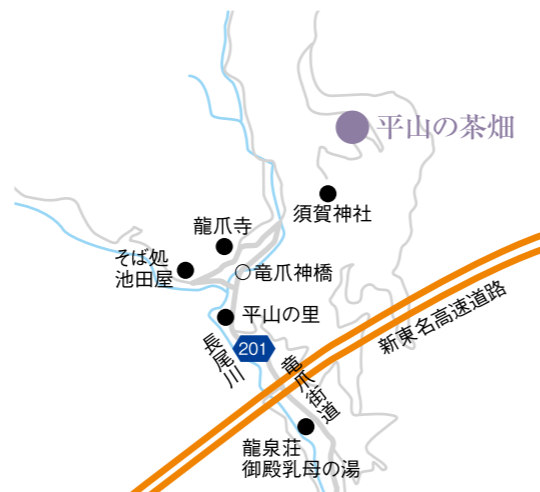 平山の茶畑
須賀神社
龍爪寺
そば処
池田屋
竜爪神橋
平山の里
長尾川
201
新東名高速道路
竜爪街道
龍泉荘
御殿乳母の湯